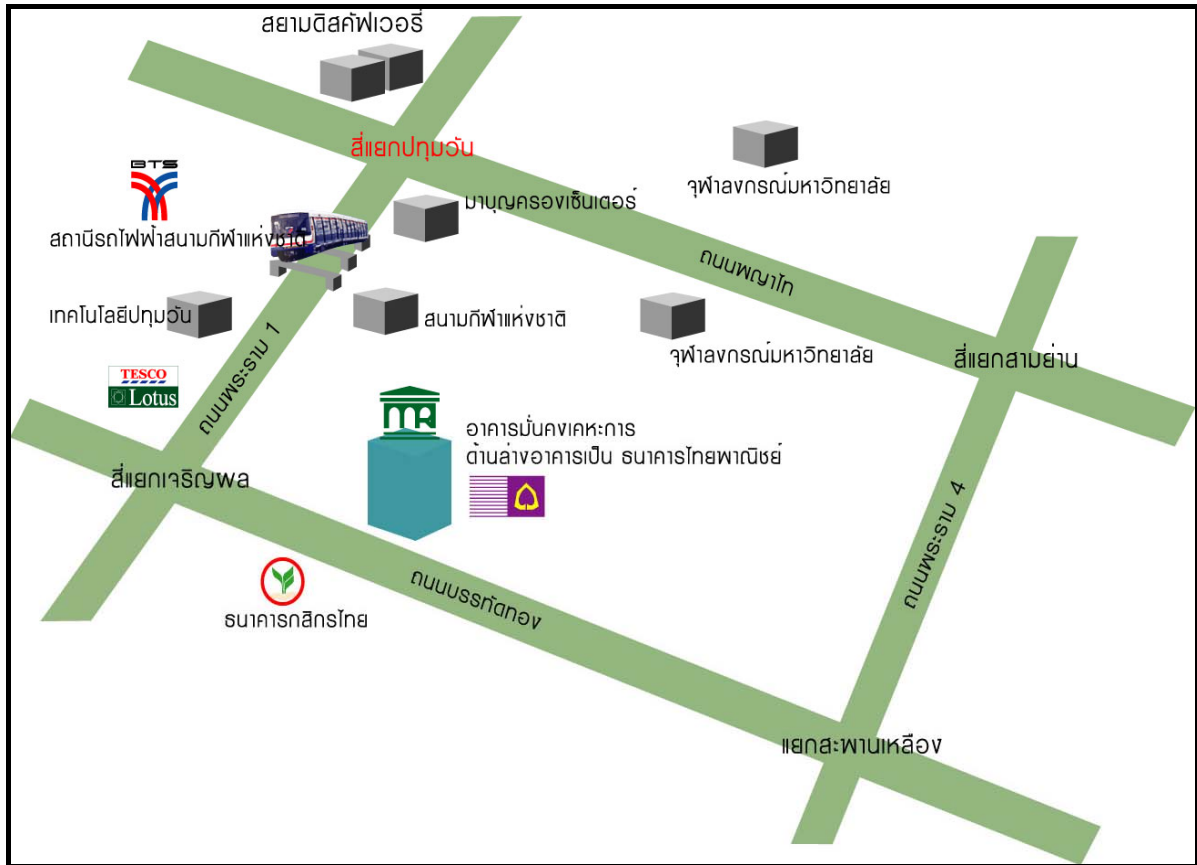 สยามดิสคัฟเวอรี่
สี่แยกปทุมวัน
BTS
จุฬาลงกรณ์มหาวิทยาลัย
มาบุญครองเซ็นเตอร์
สถานีรถไฟฟ้าสนามกีฬาแห่งชาติ
ถนนพญาไท
เทคโนโลยีปทุมวัน
สนามกีฬาแห่งชาติ
จุฬาลงกรณ์มหาวิทยาลัย
สี่แยกสามย่าน
ถนนพระราม 1
TESCO
Lotus
MR
อาคารมั่นคงเคหะการ
ด้านล่างอาคารเป็น ธนาคารไทยพาณิชย์
สี่แยกเจริญผล
ถนนพระราม 4
ถนนบรรทัดทอง
ธนาคารกสิกรไทย
แยกสะพานเหลือง